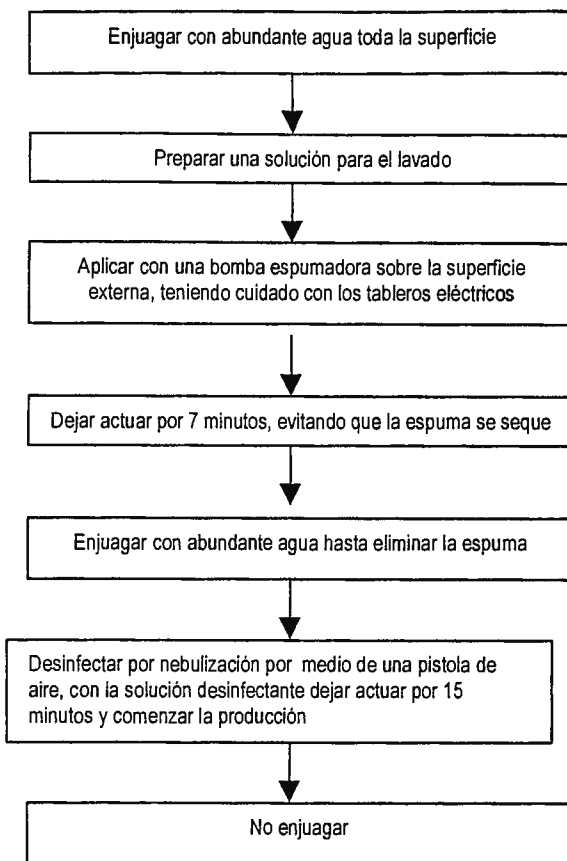 Enjuagar con abundante agua toda la superficie
Preparar una solución para el lavado
Aplicar con una bomba espumadora sobre la superficie
externa, teniendo cuidado con los tableros eléctricos
Dejar actuar por 7 minutos, evitando que la espuma se seque
Enjuagar con abundante agua hasta eliminar la espuma
Desinfectar por nebulización por medio de una pistola de
aire, con la solución desinfectante dejar actuar por 15
minutos y comenzar la producción
No enjuagar